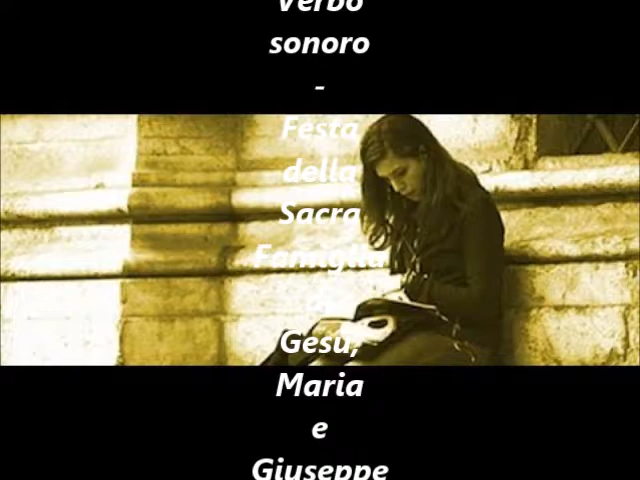 Verbo
sonoro
-
Festa
della
Sacra
Famiglia
di
Gesù,
Maria
e
Giuseppe